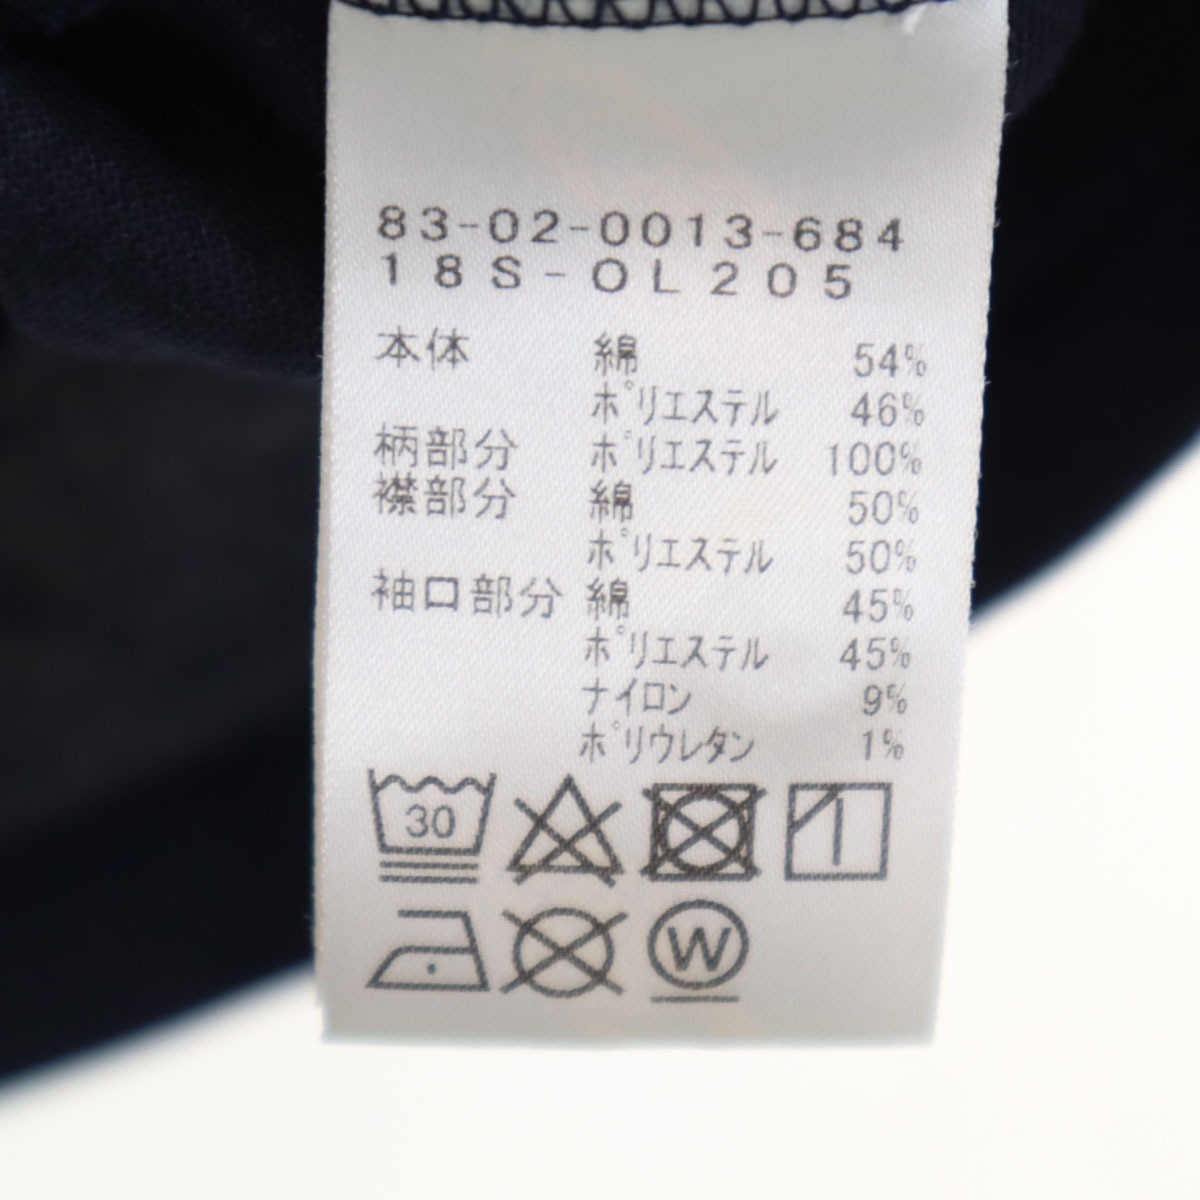 83-02-0013-684
18S-OL205
本体 綿 54%
ポリエステル 46%
柄部分 ポリエステル 100%
襟部分 綿 50%
ポリエステル 50%
袖口部分 綿 45%
ポリエステル 45%
ナイロン 9%
ポリウレタン 1%
30
W